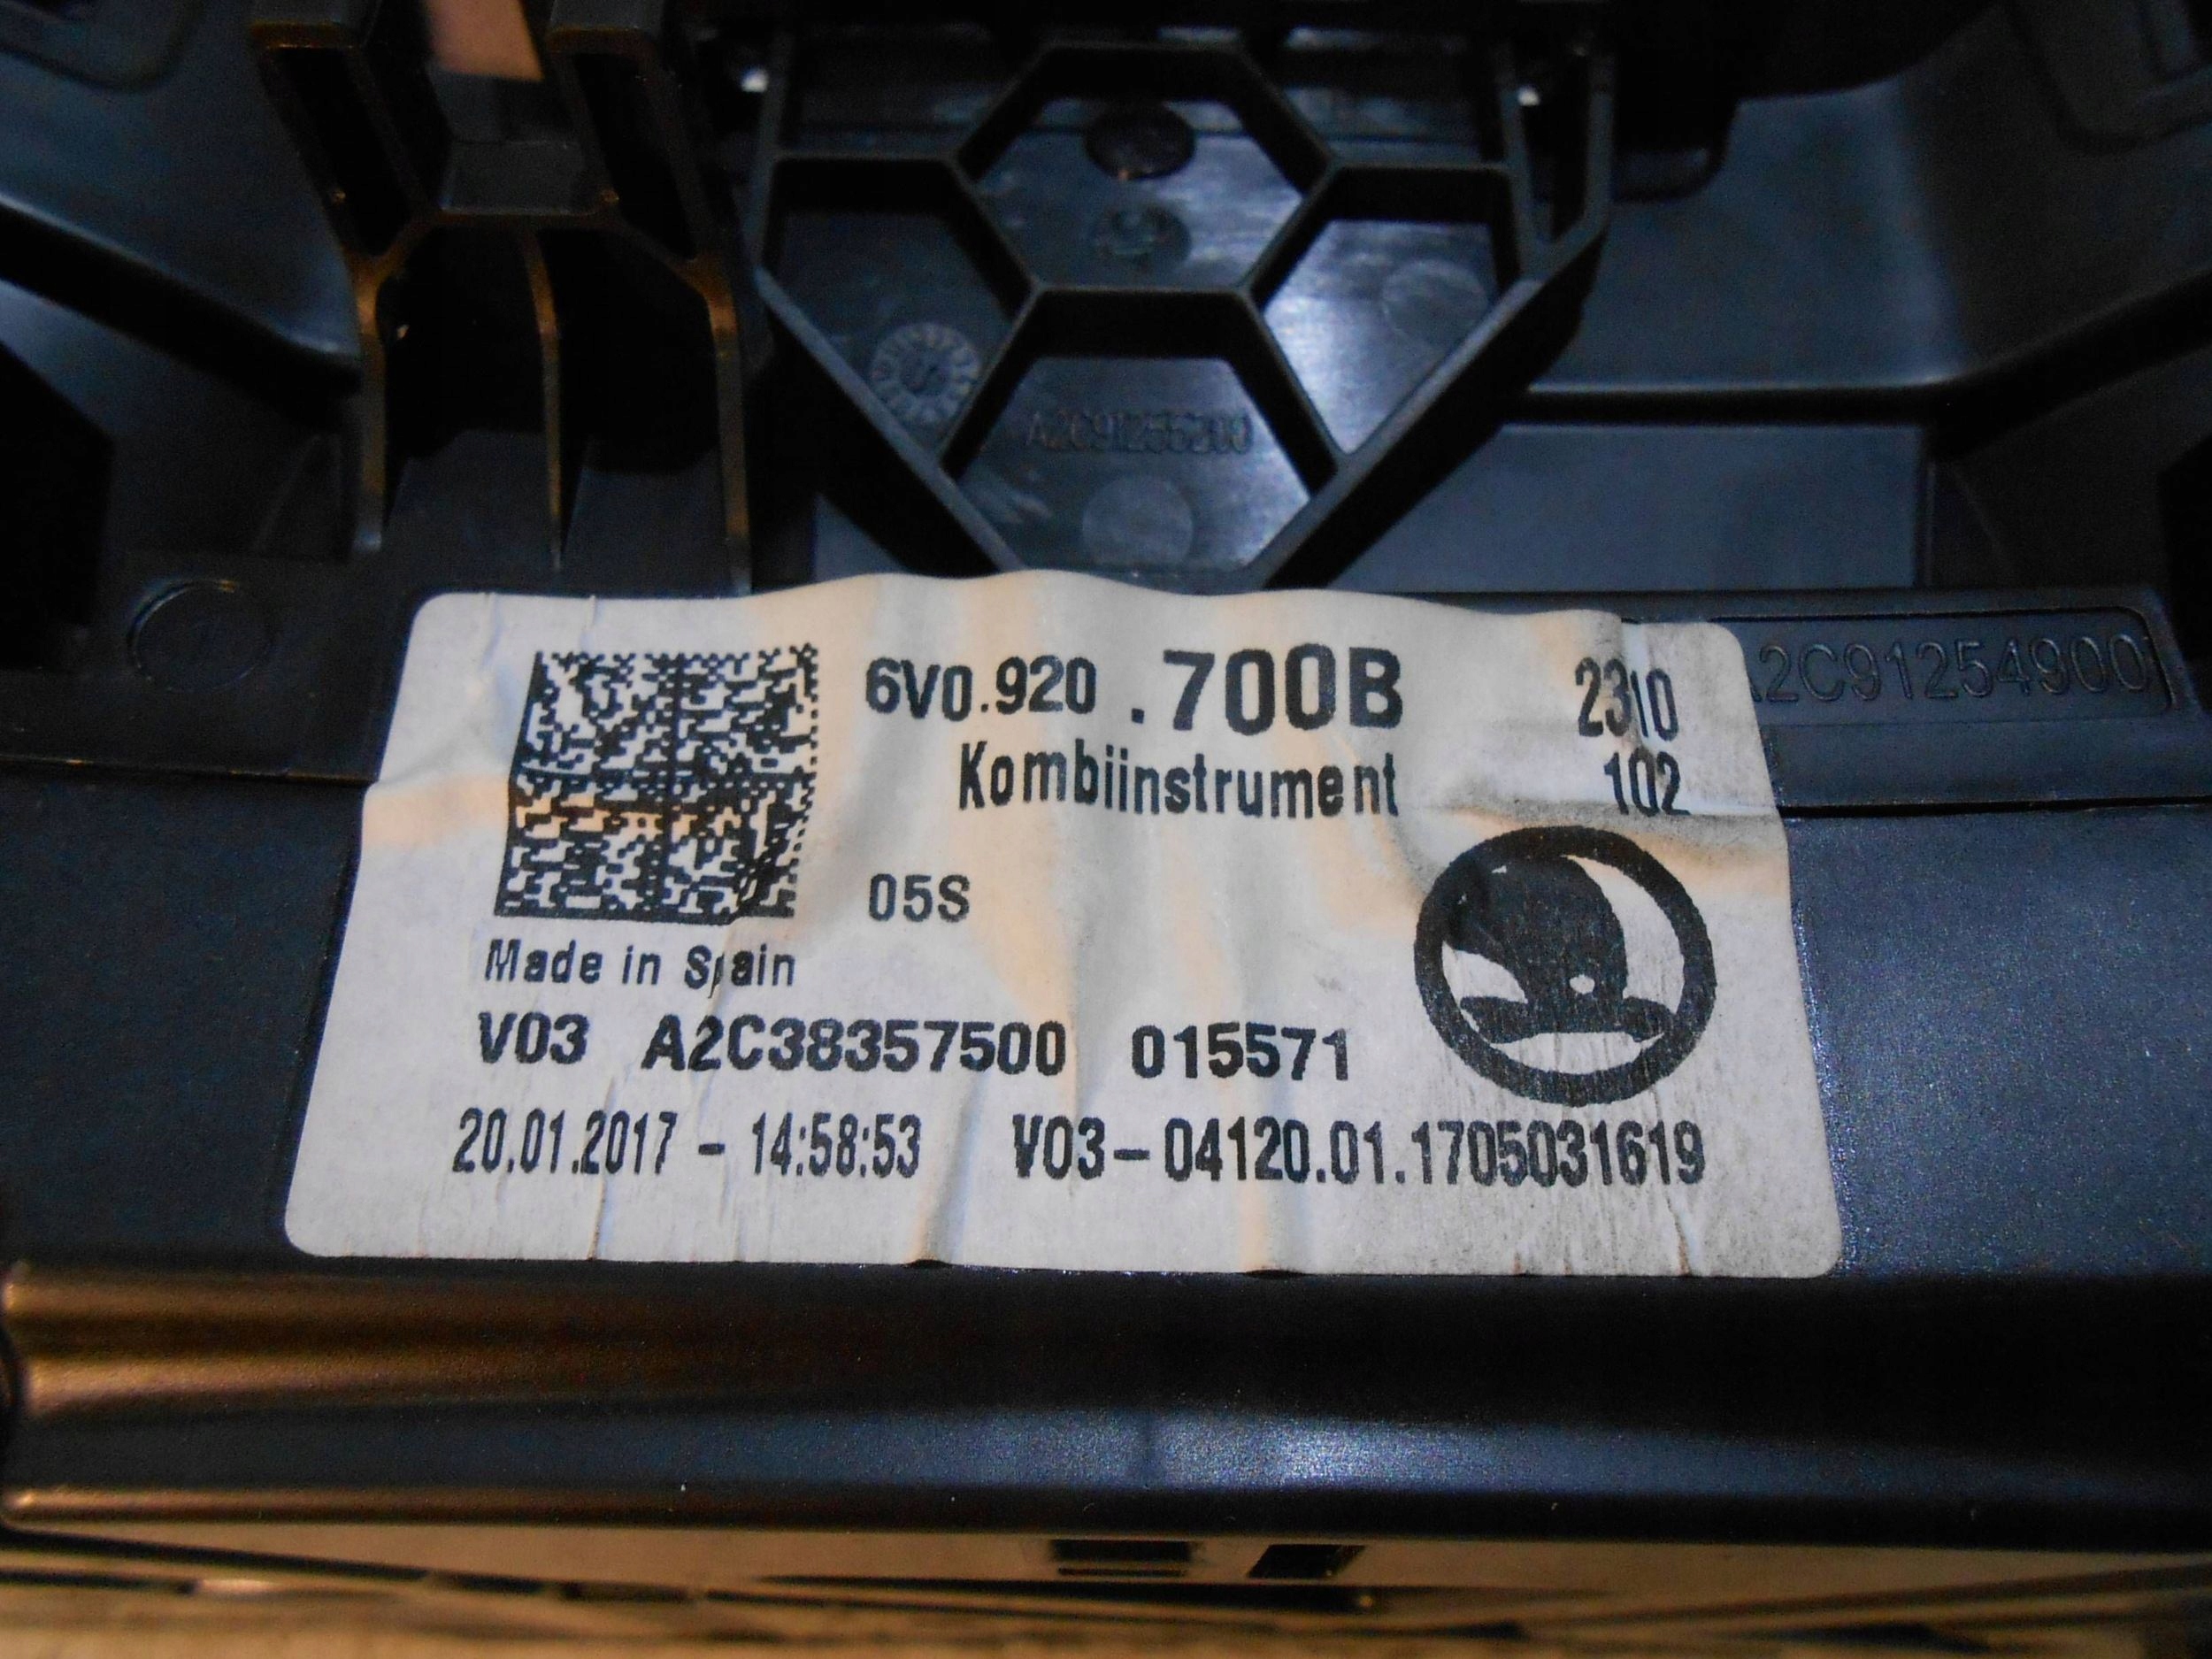 A2C91255300
A2C91254900
6V0.920 .700B 2310
Kombiinstrument 102
05S
Made in Spain
V03 A2C38357500 015571
20.01.2017 - 14:58:53 V03-04120.01.1705031619